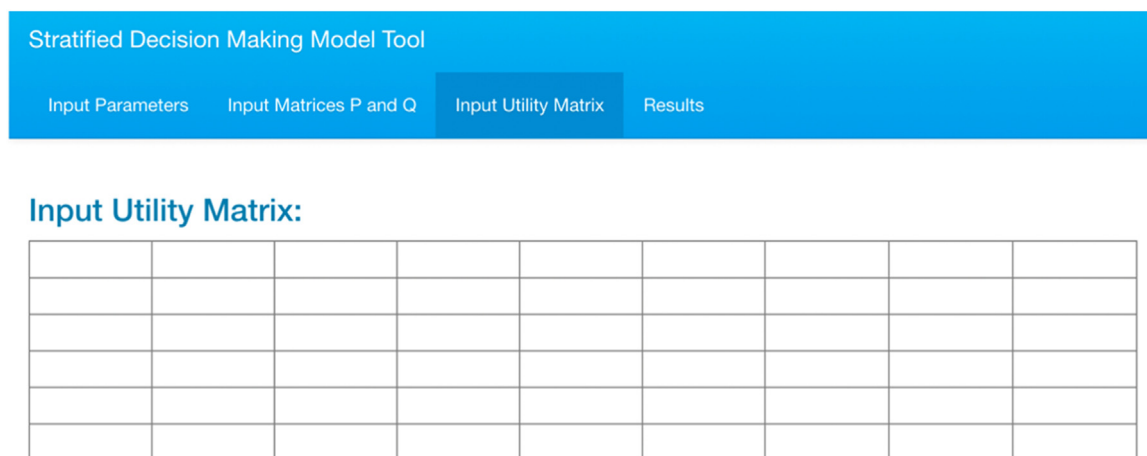 Stratified Decision Making Model Tool
Input Parameters Input Matrices P and Q Input Utility Matrix Results
Input Utility Matrix: